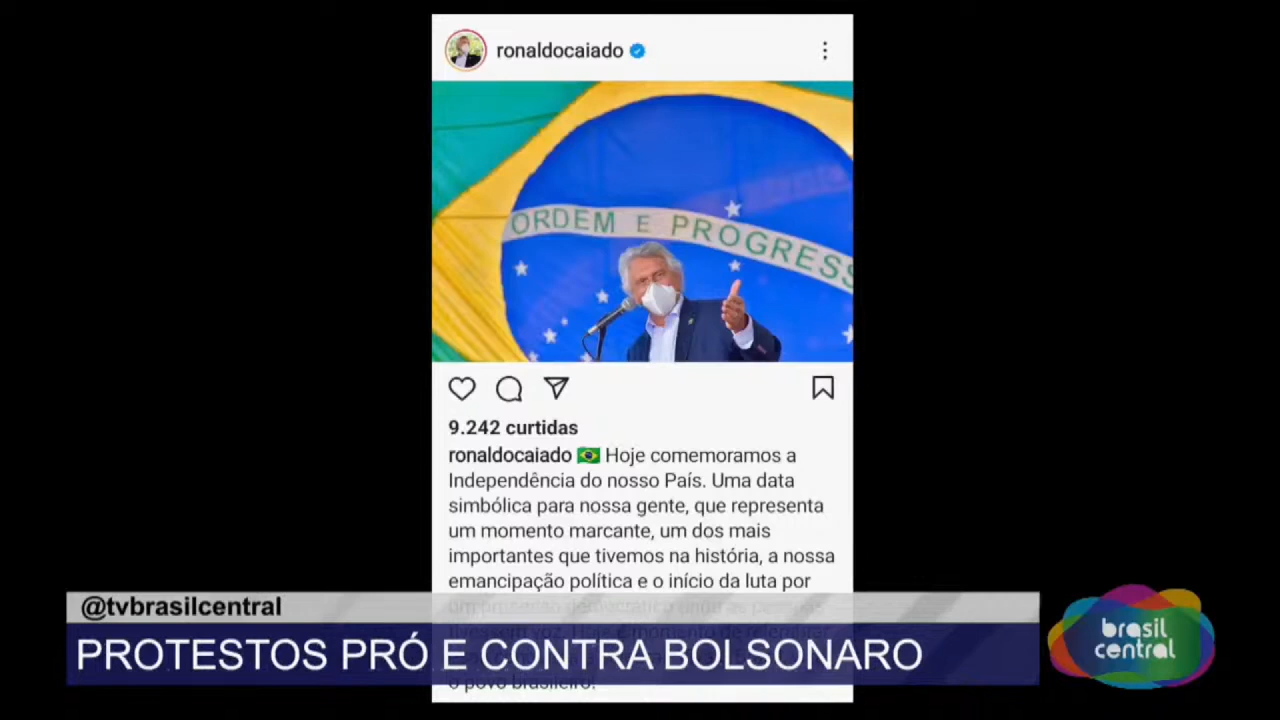 ronaldocaiado
ORDEM E PROGRESS
9.242 curtidas
ronaldocaiado 🇧🇷 Hoje comemoramos a
Independência do nosso País. Uma data
simbólica para nossa gente, que representa
um momento marcante, um dos mais
importantes que tivemos na história, a nossa
emancipação política e o início da luta por
@tvbrasilcentral
PROTESTOS PRÓ E CONTRA BOLSONARO
o povo brasileiro!
brasil
central